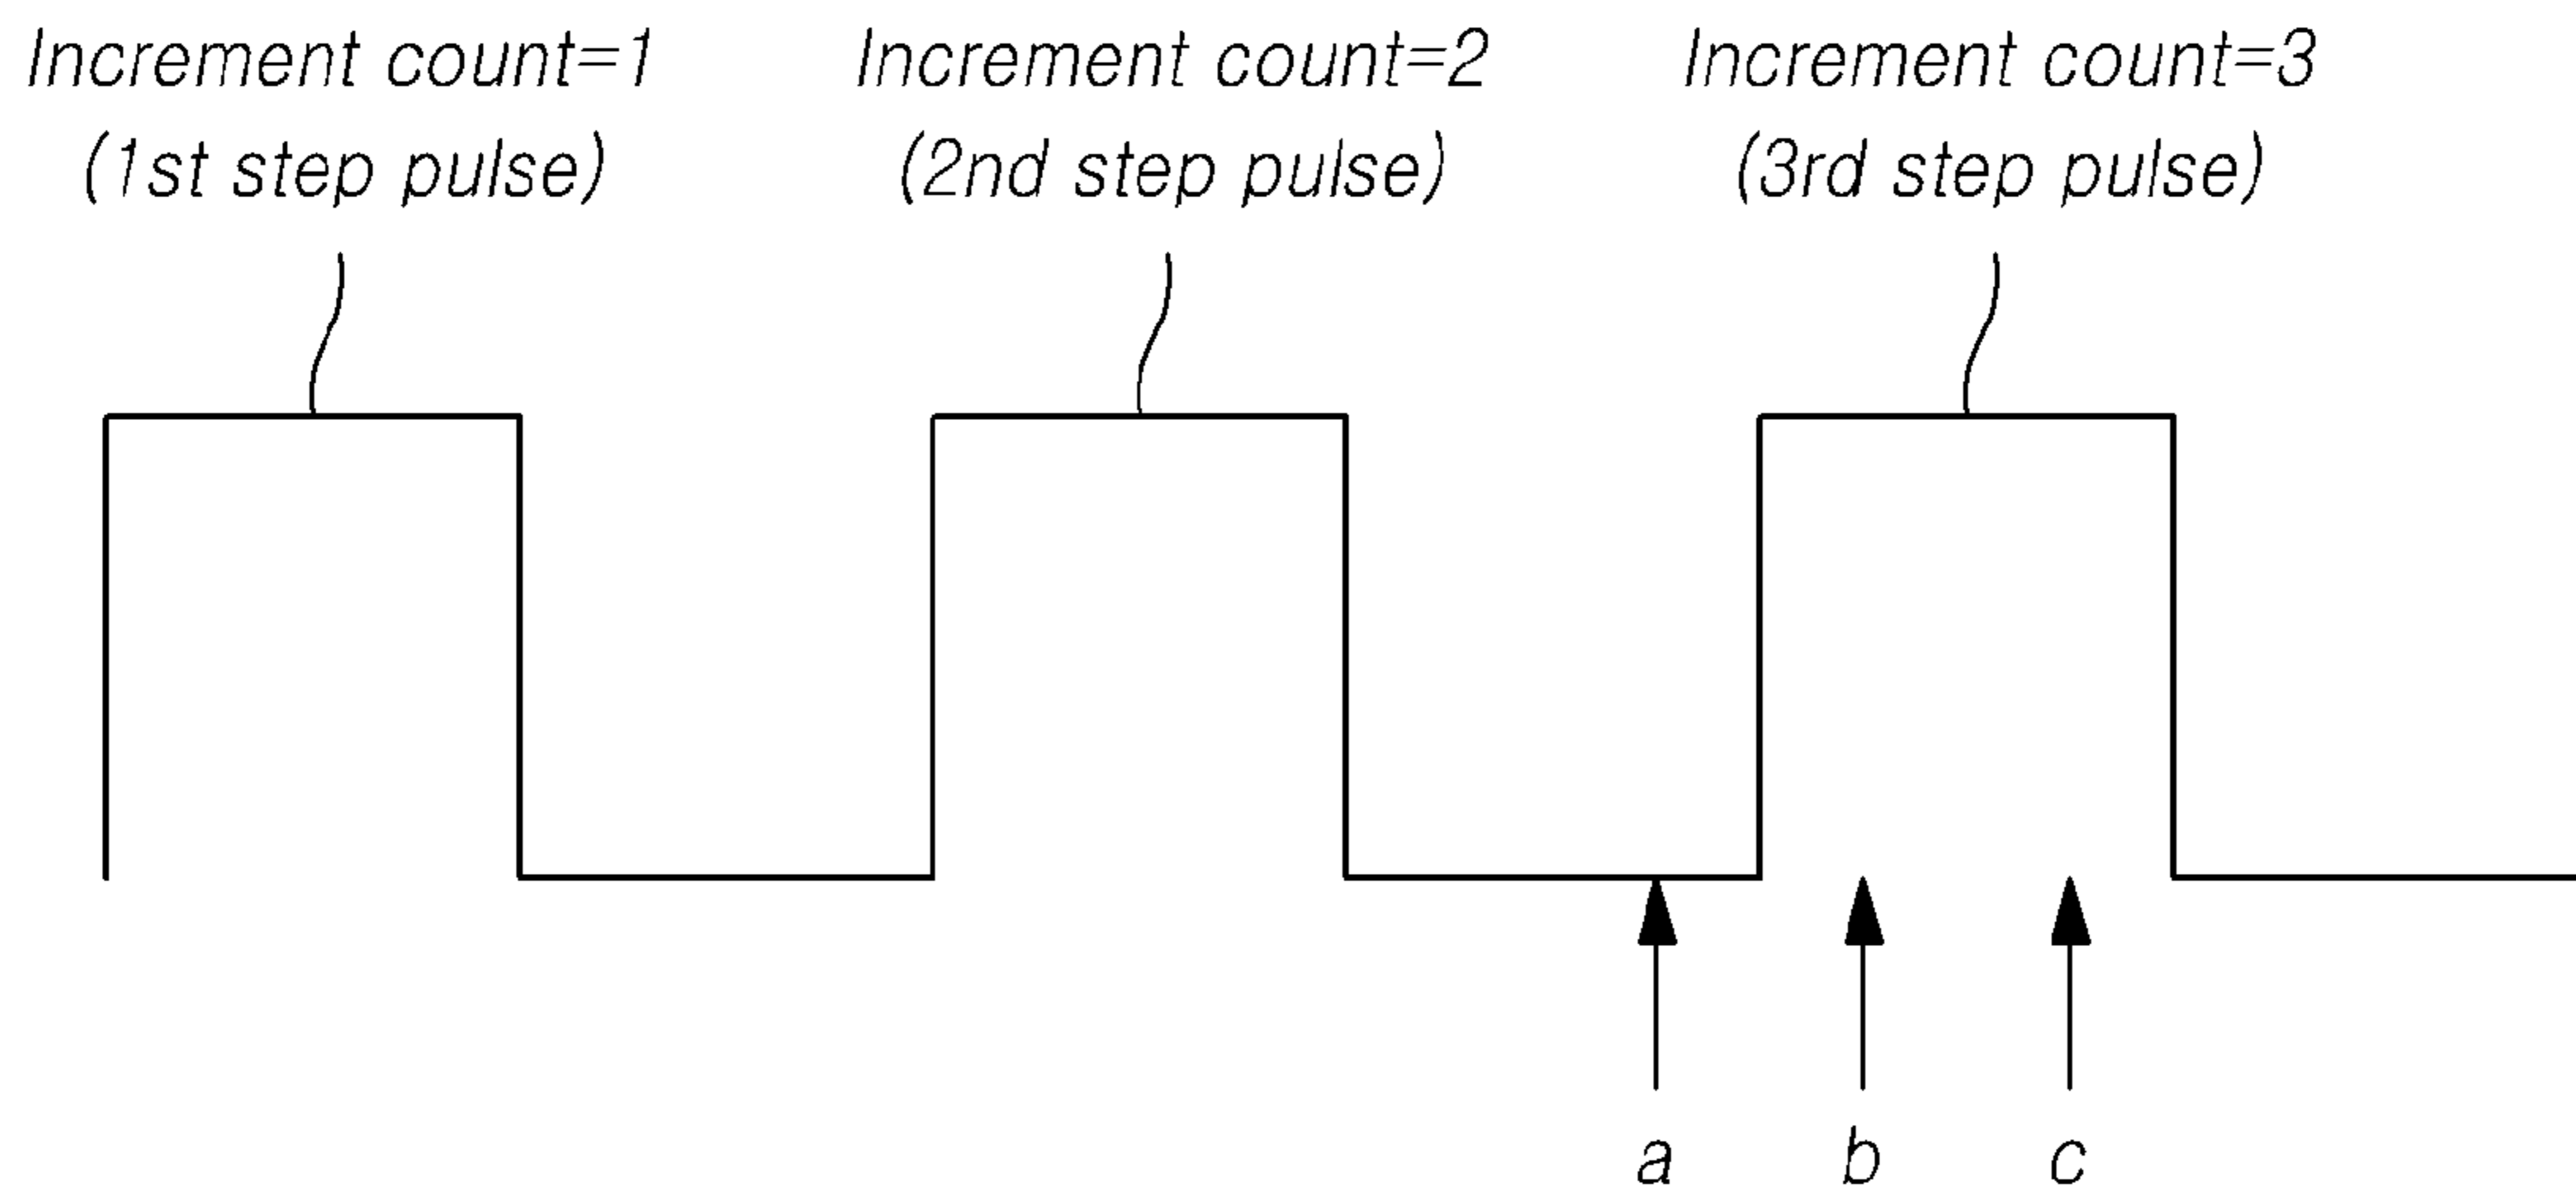 Increment count=1
(1st step pulse)
Increment count=2
(2nd step pulse)
Increment count=3
(3rd step pulse)
a
b
c